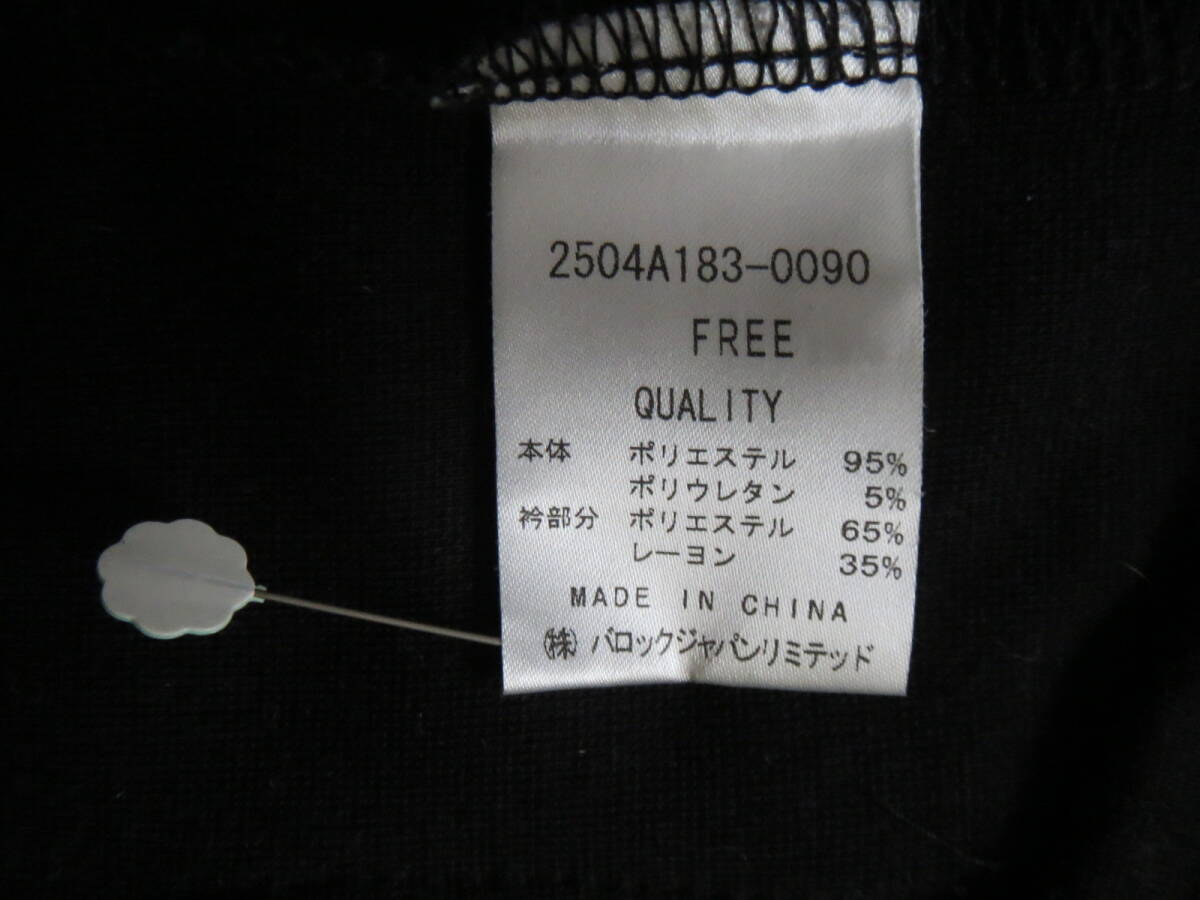 2504A183-0090
FREE
QUALITY
本体 ポリエステル 95%
ポリウレタン 5%
衿部分 ポリエステル 65%
レーヨン 35%
MADE IN CHINA
㈱バロックジャパンリミテッド